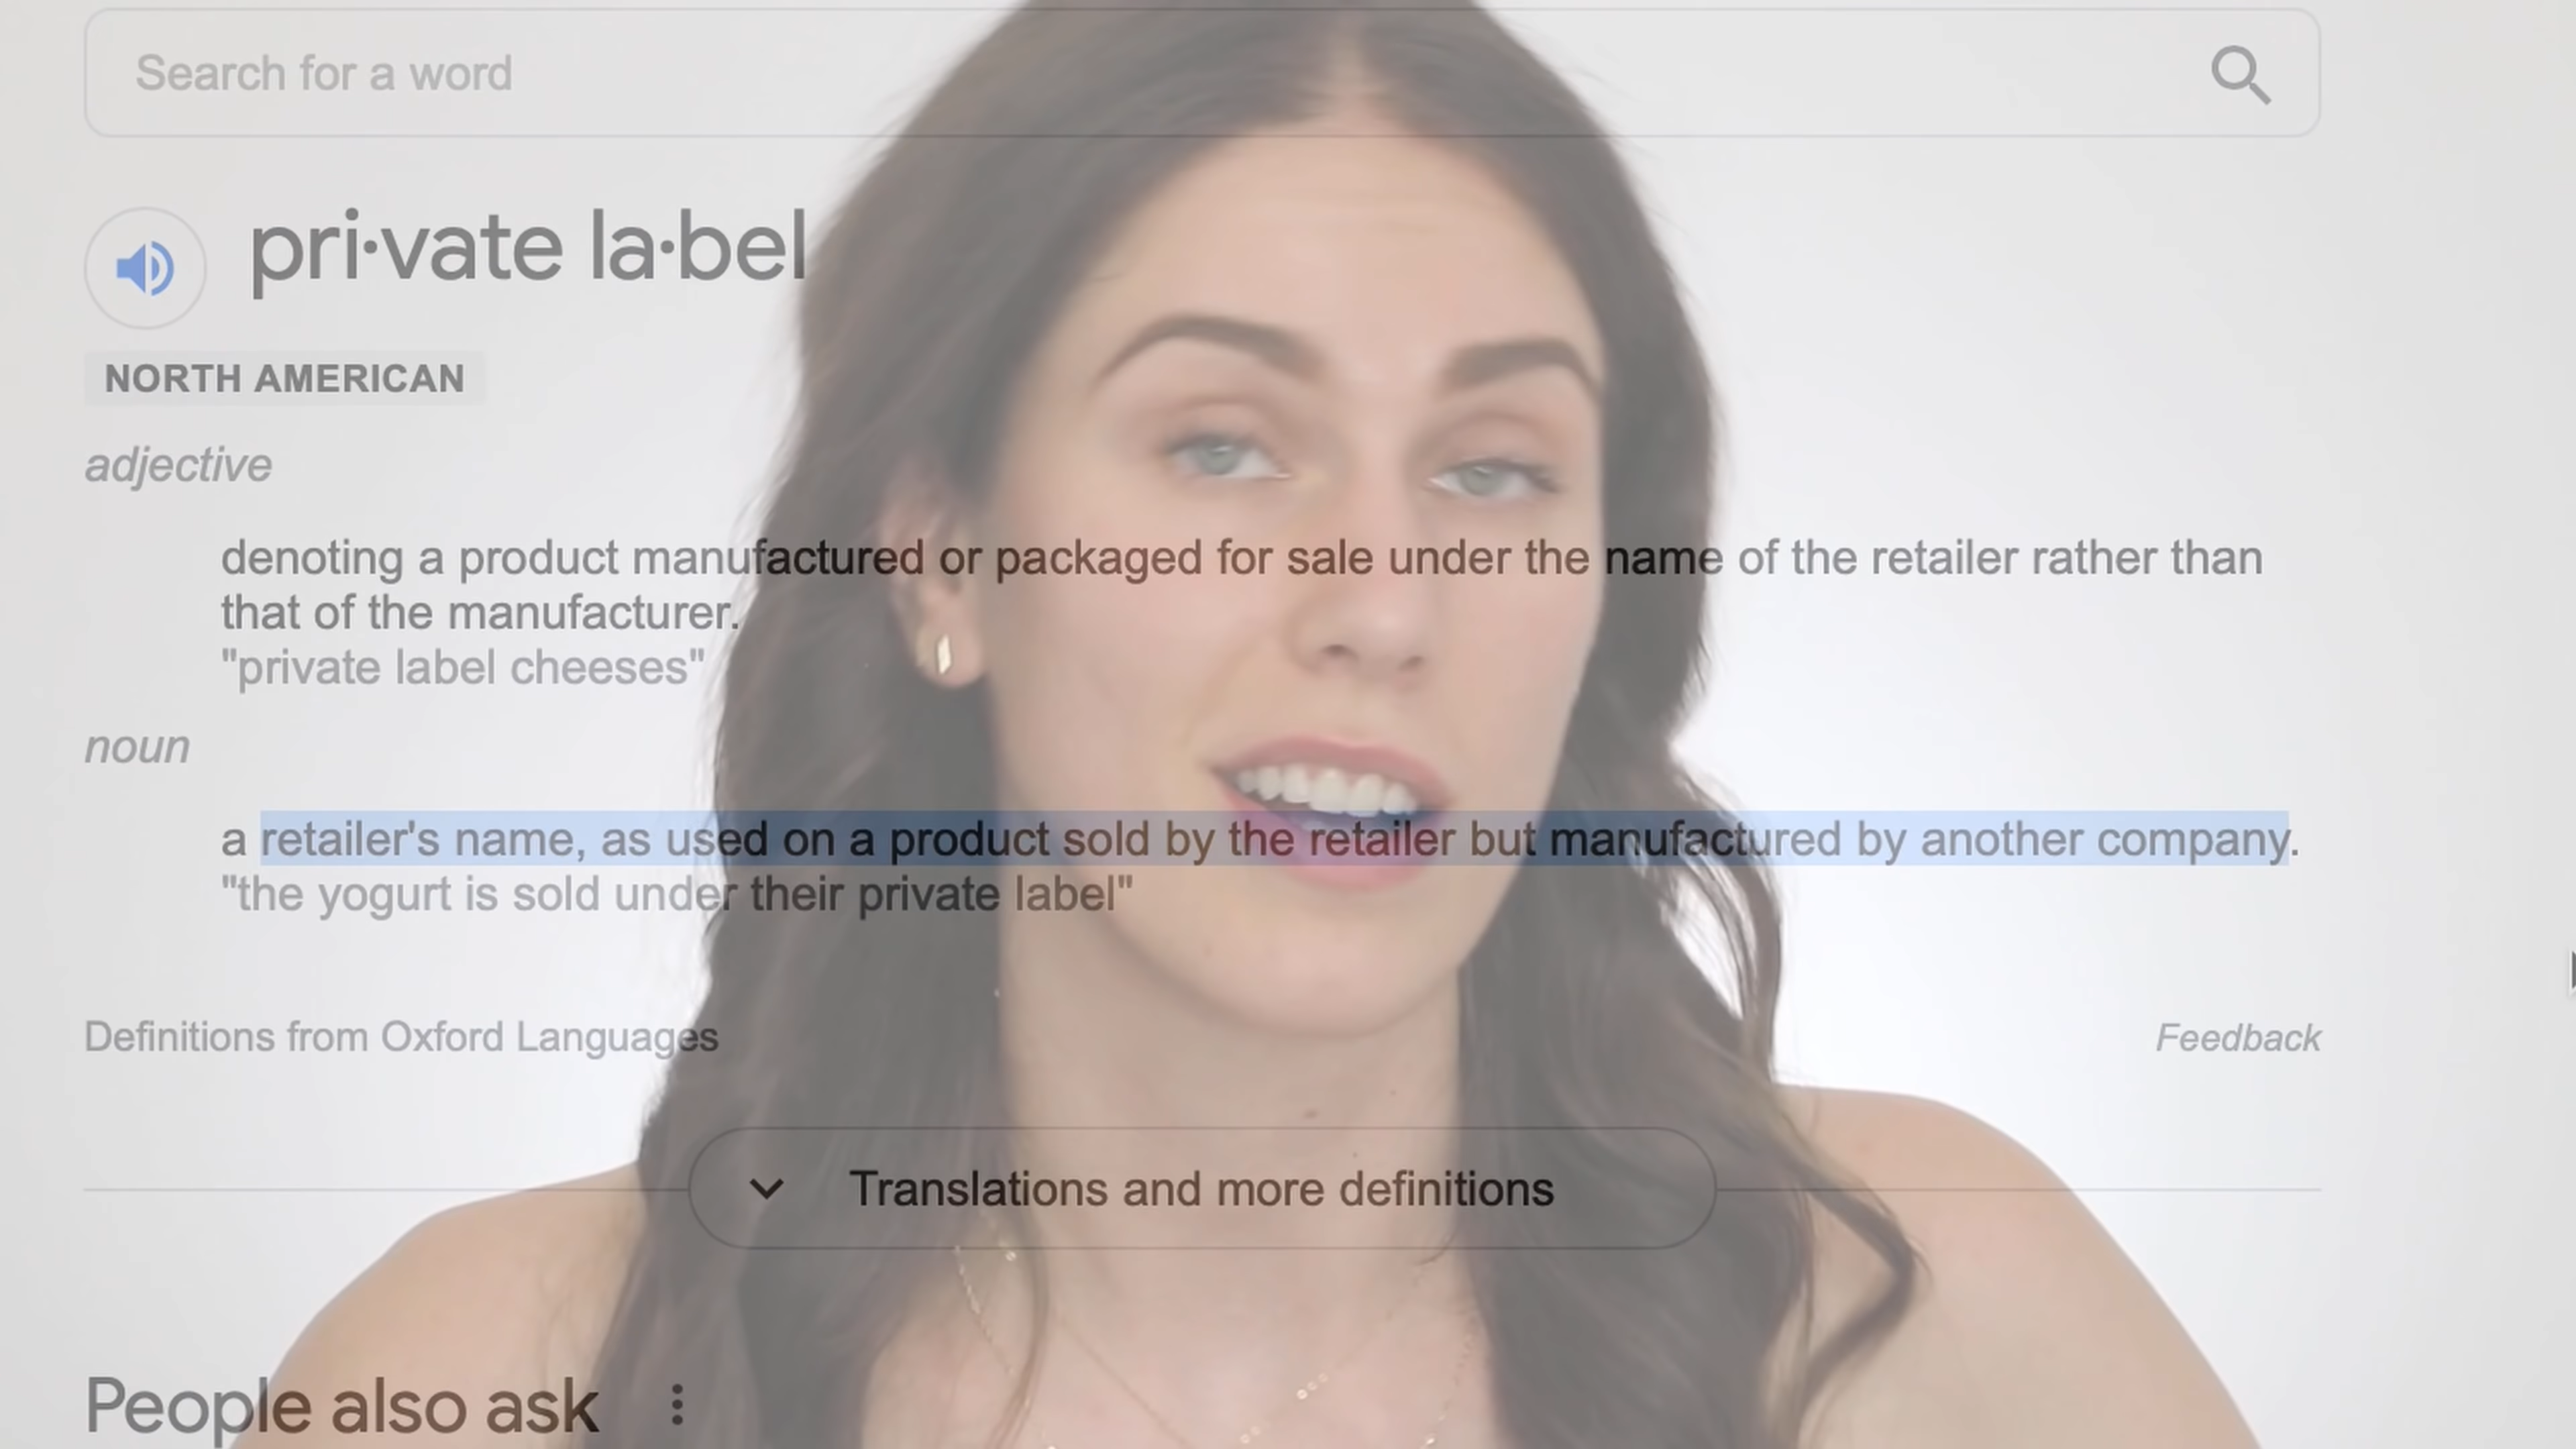 Search for a word
pri·vate la·bel
NORTH AMERICAN
adjective
denoting a product manufactured or packaged for sale under the name of the retailer rather than
that of the manufacturer.
"private label cheeses"
noun
a retailer's name, as used on a product sold by the retailer but manufactured by another company.
"the yogurt is sold under their private label"
Definitions from Oxford Languages
Feedback
Translations and more definitions
People also ask